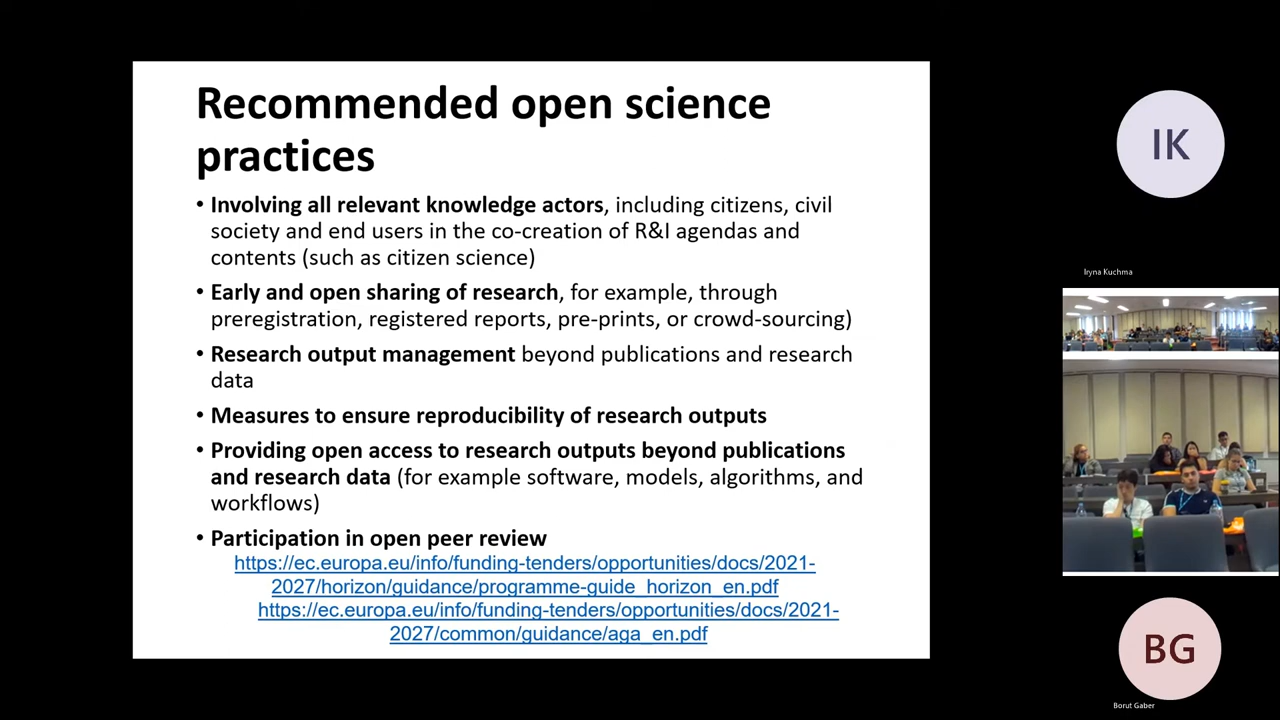 Recommended open science
practices
• Involving all relevant knowledge actors, including citizens, civil
society and end users in the co-creation of R&I agendas and
contents (such as citizen science)
• Early and open sharing of research, for example, through
preregistration, registered reports, pre-prints, or crowd-sourcing)
• Research output management beyond publications and research
data
• Measures to ensure reproducibility of research outputs
• Providing open access to research outputs beyond publications
and research data (for example software, models, algorithms, and
workflows)
• Participation in open peer review
https://ec.europa.eu/info/funding-tenders/opportunities/docs/2021-
2027/horizon/guidance/programme-guide_horizon_en.pdf
https://ec.europa.eu/info/funding-tenders/opportunities/docs/2021-
2027/common/guidance/aga_en.pdf
IK
Iryna Kuchma
BG
Borut Gaber